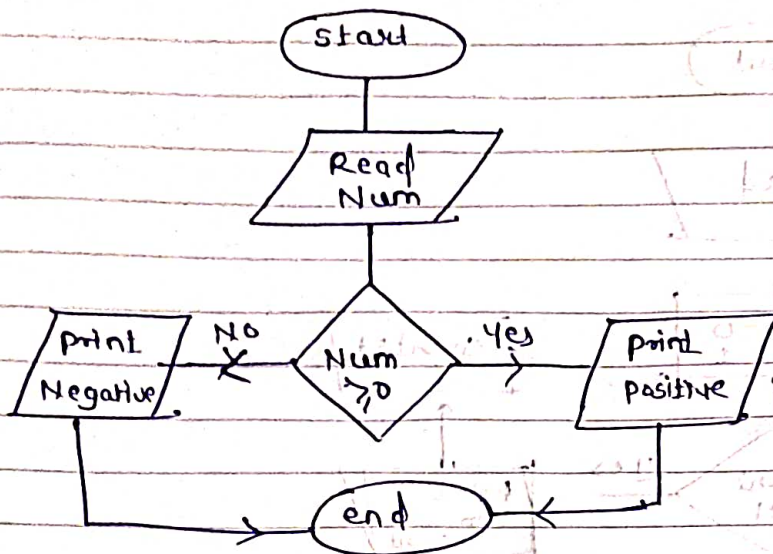 start
Read
Num
print
Negative
No
Num
≥0
Yes
print
positive
end